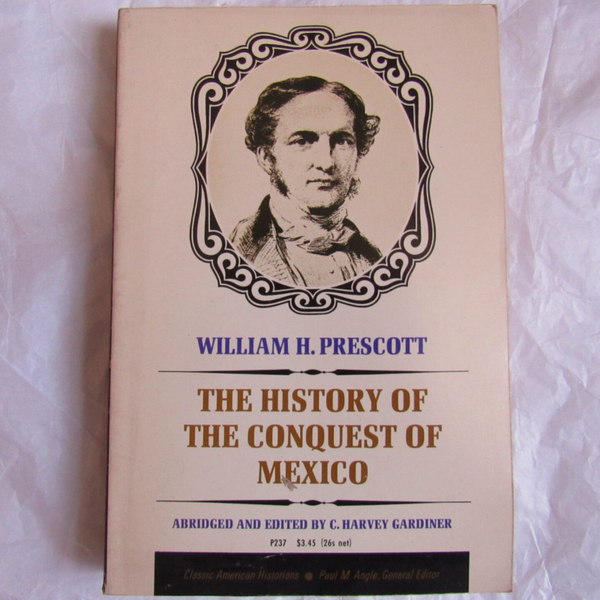 WILLIAM H. PRESCOTT
THE HISTORY OF
THE CONQUEST OF
MEXICO
ABRIDGED AND EDITED BY C. HARVEY GARDINER
P237 $3.45 (26s net)
Classic American Historians ● Paul M. Angle, General Editor